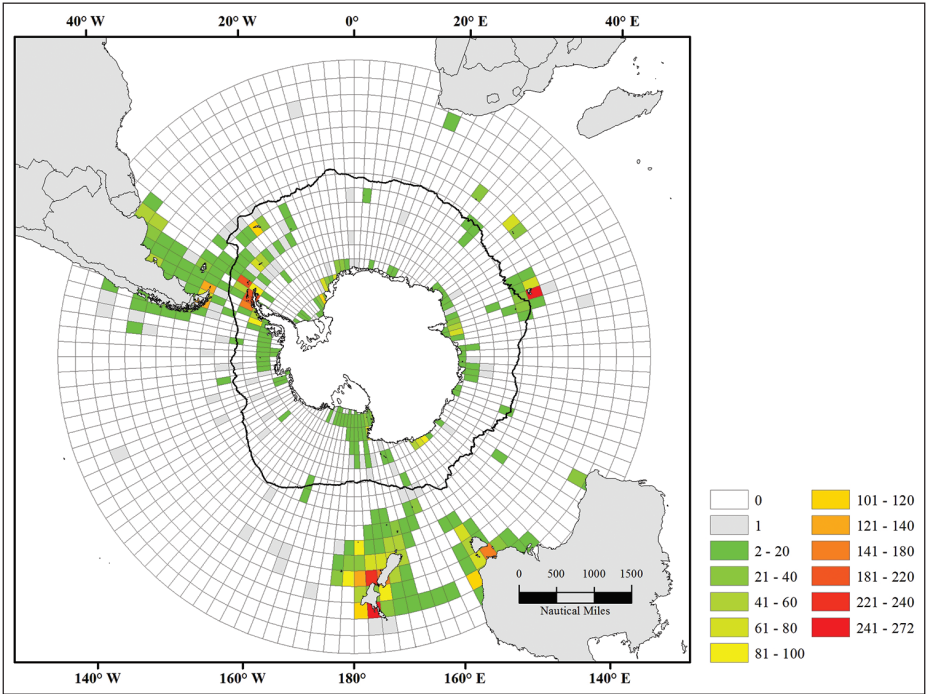 40° W 20° W 0° 20° E 40° E
0
1
2 - 20
21 - 40
41 - 60
61 - 80
81 - 100
101 - 120
121 - 140
141 - 180
181 - 220
221 - 240
241 - 272
0 500 1000 1500
Nautical Miles
140° W 160° W 180° 160° E 140° E